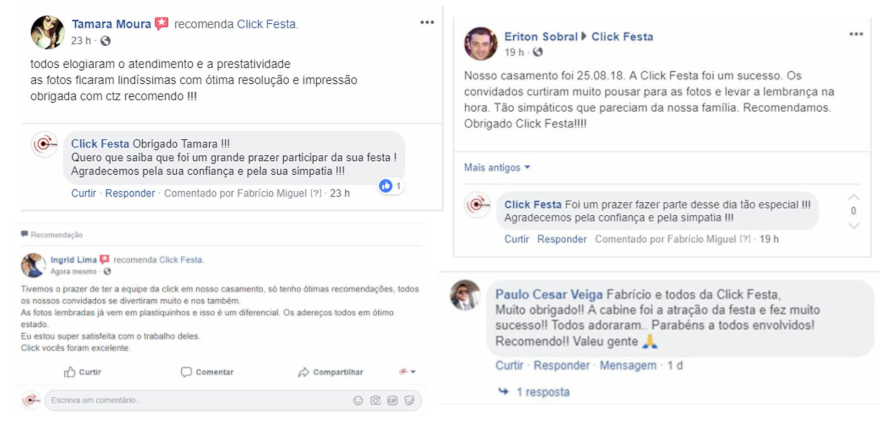 Tamara Moura recomenda Click Festa.
23 h ·
todos elogiaram o atendimento e a prestatividade
as fotos ficaram lindíssimas com ótima resolução e impressão
obrigada com ctz recomendo !!!
Click Festa Obrigado Tamara !!!
Quero que saiba que foi um grande prazer participar da sua festa !
Agradecemos pela sua confiança e pela sua simpatia !!!
1
Curtir · Responder · Comentado por Fabrício Miguel [?] · 23 h
Eriton Sobral Click Festa
19 h ·
Nosso casamento foi 25.08.18. A Click Festa foi um sucesso. Os
convidados curtiram muito pousar para as fotos e levar a lembrança na
hora. Tão simpáticos que pareciam da nossa família. Recomendamos.
Obrigado Click Festa!!!!
Mais antigos
Click Festa Foi um prazer fazer parte desse dia tão especial !!!
Agradecemos pela confiança e pela simpatia !!!
0
Curtir Responder Comentado por Fabrício Miguel [?] · 19 h
Recomendação
Ingrid Lima recomenda Click Festa.
Agora mesmo ·
Tivemos o prazer de ter a equipe da click em nosso casamento, só tenho ótimas recomendações, todos
os nossos convidados se divertiram muito e nos também.
As fotos lembradas já vem em plastiquinhos e isso é um diferencial. Os adereços todos em ótimo
estado.
Eu estou super satisfeita com o trabalho deles.
Click vocês foram excelente.
Curtir Comentar Compartilhar
Escreva um comentário...
Paulo Cesar Veiga Fabrício e todos da Click Festa,
Muito obrigado!! A cabine foi a atração da festa e fez muito
sucesso!! Todos adoraram.. Parabéns a todos envolvidos!
Recomendo!! Valeu gente 🙏
Curtir · Responder · Mensagem · 1 d
1 resposta